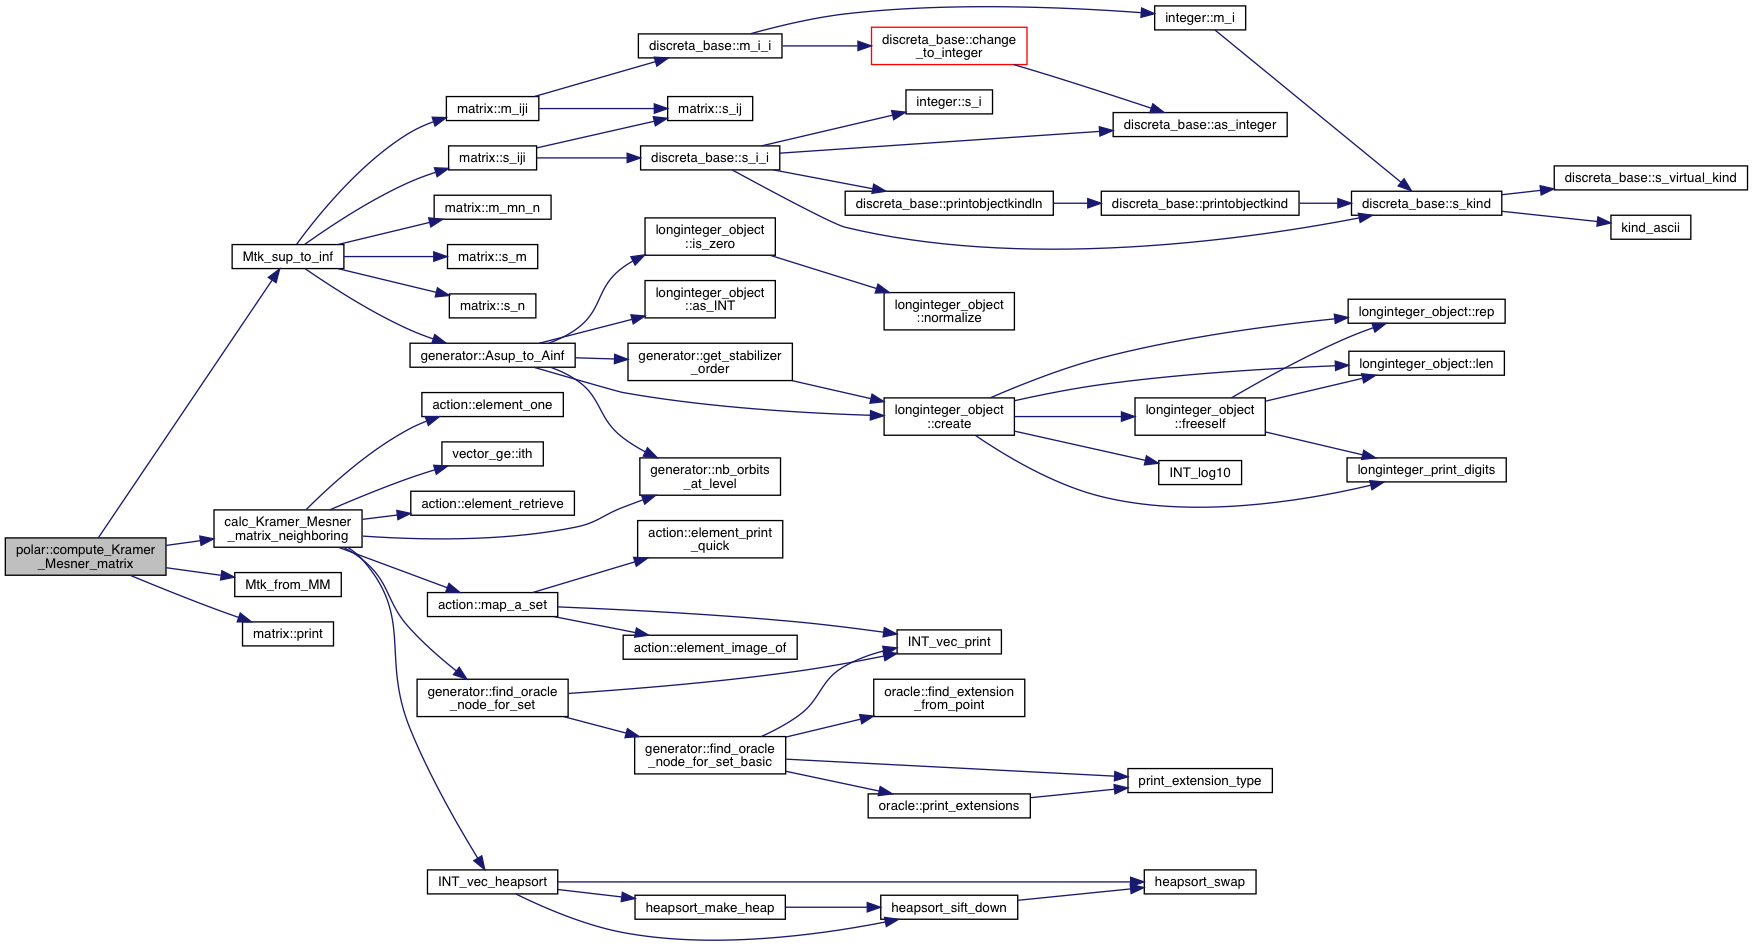 polar::compute_Kramer
_Mesner_matrix
Mtk_sup_to_inf
calc_Kramer_Mesner
_matrix_neighboring
Mtk_from_MM
matrix::print
matrix::m_iji
matrix::s_iji
matrix::m_mn_n
matrix::s_m
matrix::s_n
generator::Asup_to_Ainf
action::element_one
vector_ge::ith
action::element_retrieve
action::map_a_set
generator::find_oracle
_node_for_set
INT_vec_heapsort
discreta_base::m_i_i
matrix::s_ij
discreta_base::s_i_i
longinteger_object
::is_zero
longinteger_object
::as_INT
generator::get_stabilizer
_order
generator::nb_orbits
_at_level
action::element_print
_quick
action::element_image_of
generator::find_oracle
_node_for_set_basic
heapsort_make_heap
discreta_base::change
_to_integer
integer::s_i
discreta_base::printobjectkindln
longinteger_object
::normalize
longinteger_object
::create
INT_vec_print
oracle::find_extension
_from_point
oracle::print_extensions
heapsort_sift_down
integer::m_i
discreta_base::as_integer
discreta_base::printobjectkind
longinteger_object
::freeself
INT_log10
print_extension_type
heapsort_swap
discreta_base::s_kind
longinteger_object::rep
longinteger_object::len
longinteger_print_digits
discreta_base::s_virtual_kind
kind_ascii